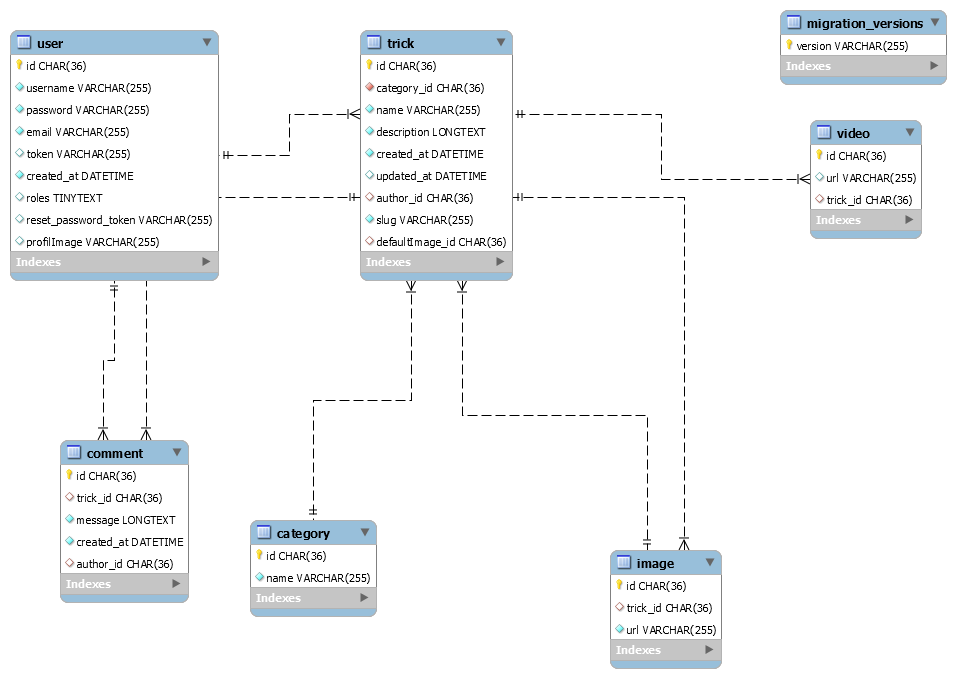 user
id CHAR(36)
username VARCHAR(255)
password VARCHAR(255)
email VARCHAR(255)
token VARCHAR(255)
created_at DATETIME
roles TINYTEXT
reset_password_token VARCHAR(255)
profilImage VARCHAR(255)
Indexes
trick
id CHAR(36)
category_id CHAR(36)
name VARCHAR(255)
description LONGTEXT
created_at DATETIME
updated_at DATETIME
author_id CHAR(36)
slug VARCHAR(255)
defaultImage_id CHAR(36)
Indexes
migration_versions
version VARCHAR(255)
Indexes
video
id CHAR(36)
url VARCHAR(255)
trick_id CHAR(36)
Indexes
comment
id CHAR(36)
trick_id CHAR(36)
message LONGTEXT
created_at DATETIME
author_id CHAR(36)
Indexes
category
id CHAR(36)
name VARCHAR(255)
Indexes
image
id CHAR(36)
trick_id CHAR(36)
url VARCHAR(255)
Indexes